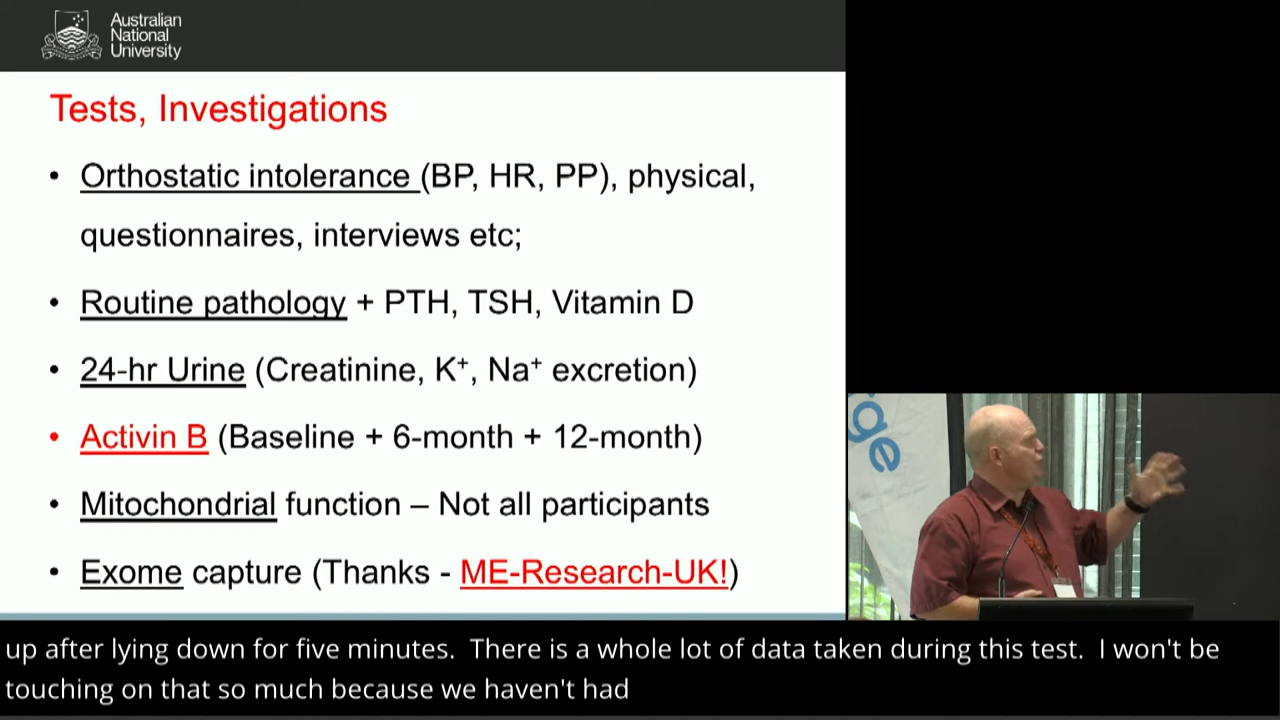 Australian
National
University
Tests, Investigations
• Orthostatic intolerance (BP, HR, PP), physical,
questionnaires, interviews etc;
• Routine pathology + PTH, TSH, Vitamin D
• 24-hr Urine (Creatinine, K⁺, Na⁺ excretion)
• Activin B (Baseline + 6-month + 12-month)
• Mitochondrial function – Not all participants
• Exome capture (Thanks - ME-Research-UK!)
ge
up after lying down for five minutes.  There is a whole lot of data taken during this test.  I won't be
touching on that so much because we haven't had